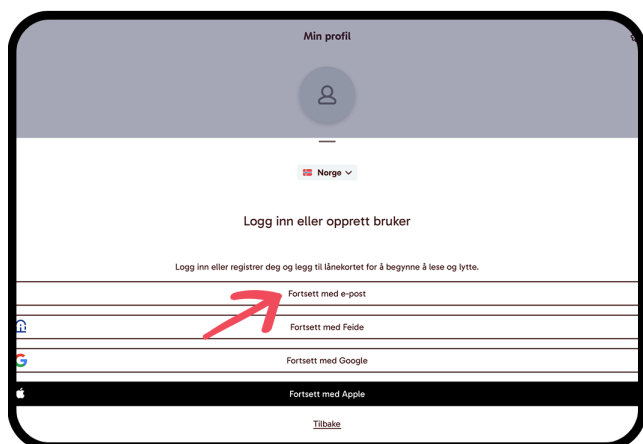 Min profil
Norge
Logg inn eller opprett bruker
Logg inn eller registrer deg og legg til lånekortet for å begynne å lese og lytte.
Fortsett med e-post
Fortsett med Feide
Fortsett med Google
Fortsett med Apple
Tilbake